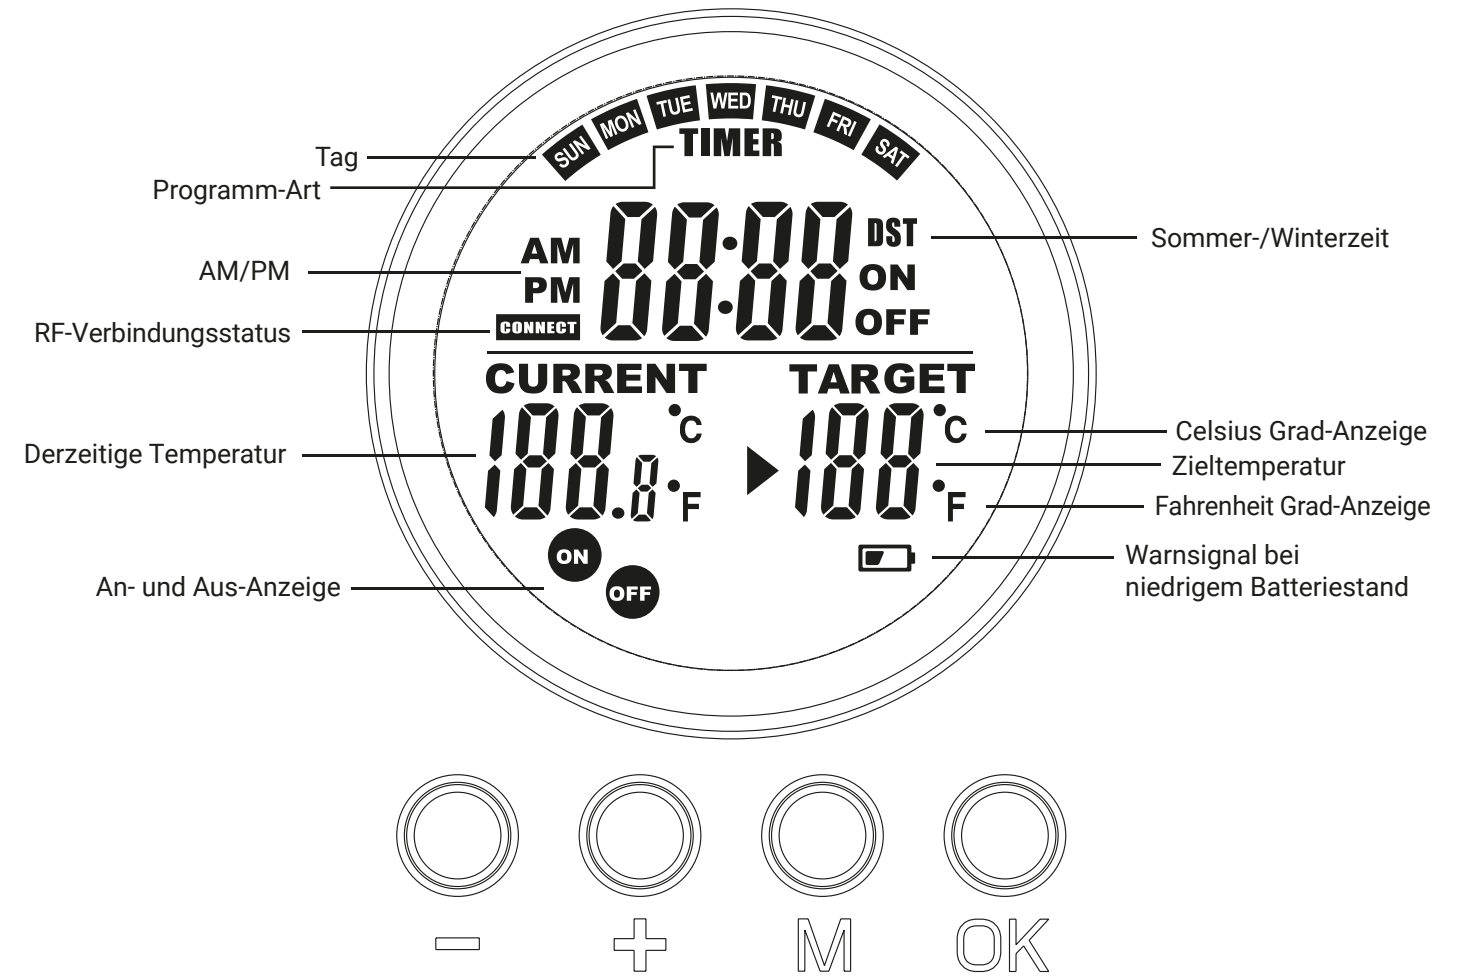 SUN MON TUE WED THU FRI SAT
TIMER
Tag
Programm-Art
88:88
DST
Sommer-/Winterzeit
AM
ON
AM/PM
PM
OFF
RF-Verbindungsstatus
CONNECT
CURRENT
TARGET
188.8
°C
188
°C
Celsius Grad-Anzeige
Derzeitige Temperatur
Zieltemperatur
°F
°F
Fahrenheit Grad-Anzeige
ON
Warnsignal bei
niedrigem Batteriestand
An- und Aus-Anzeige
OFF
− + M OK